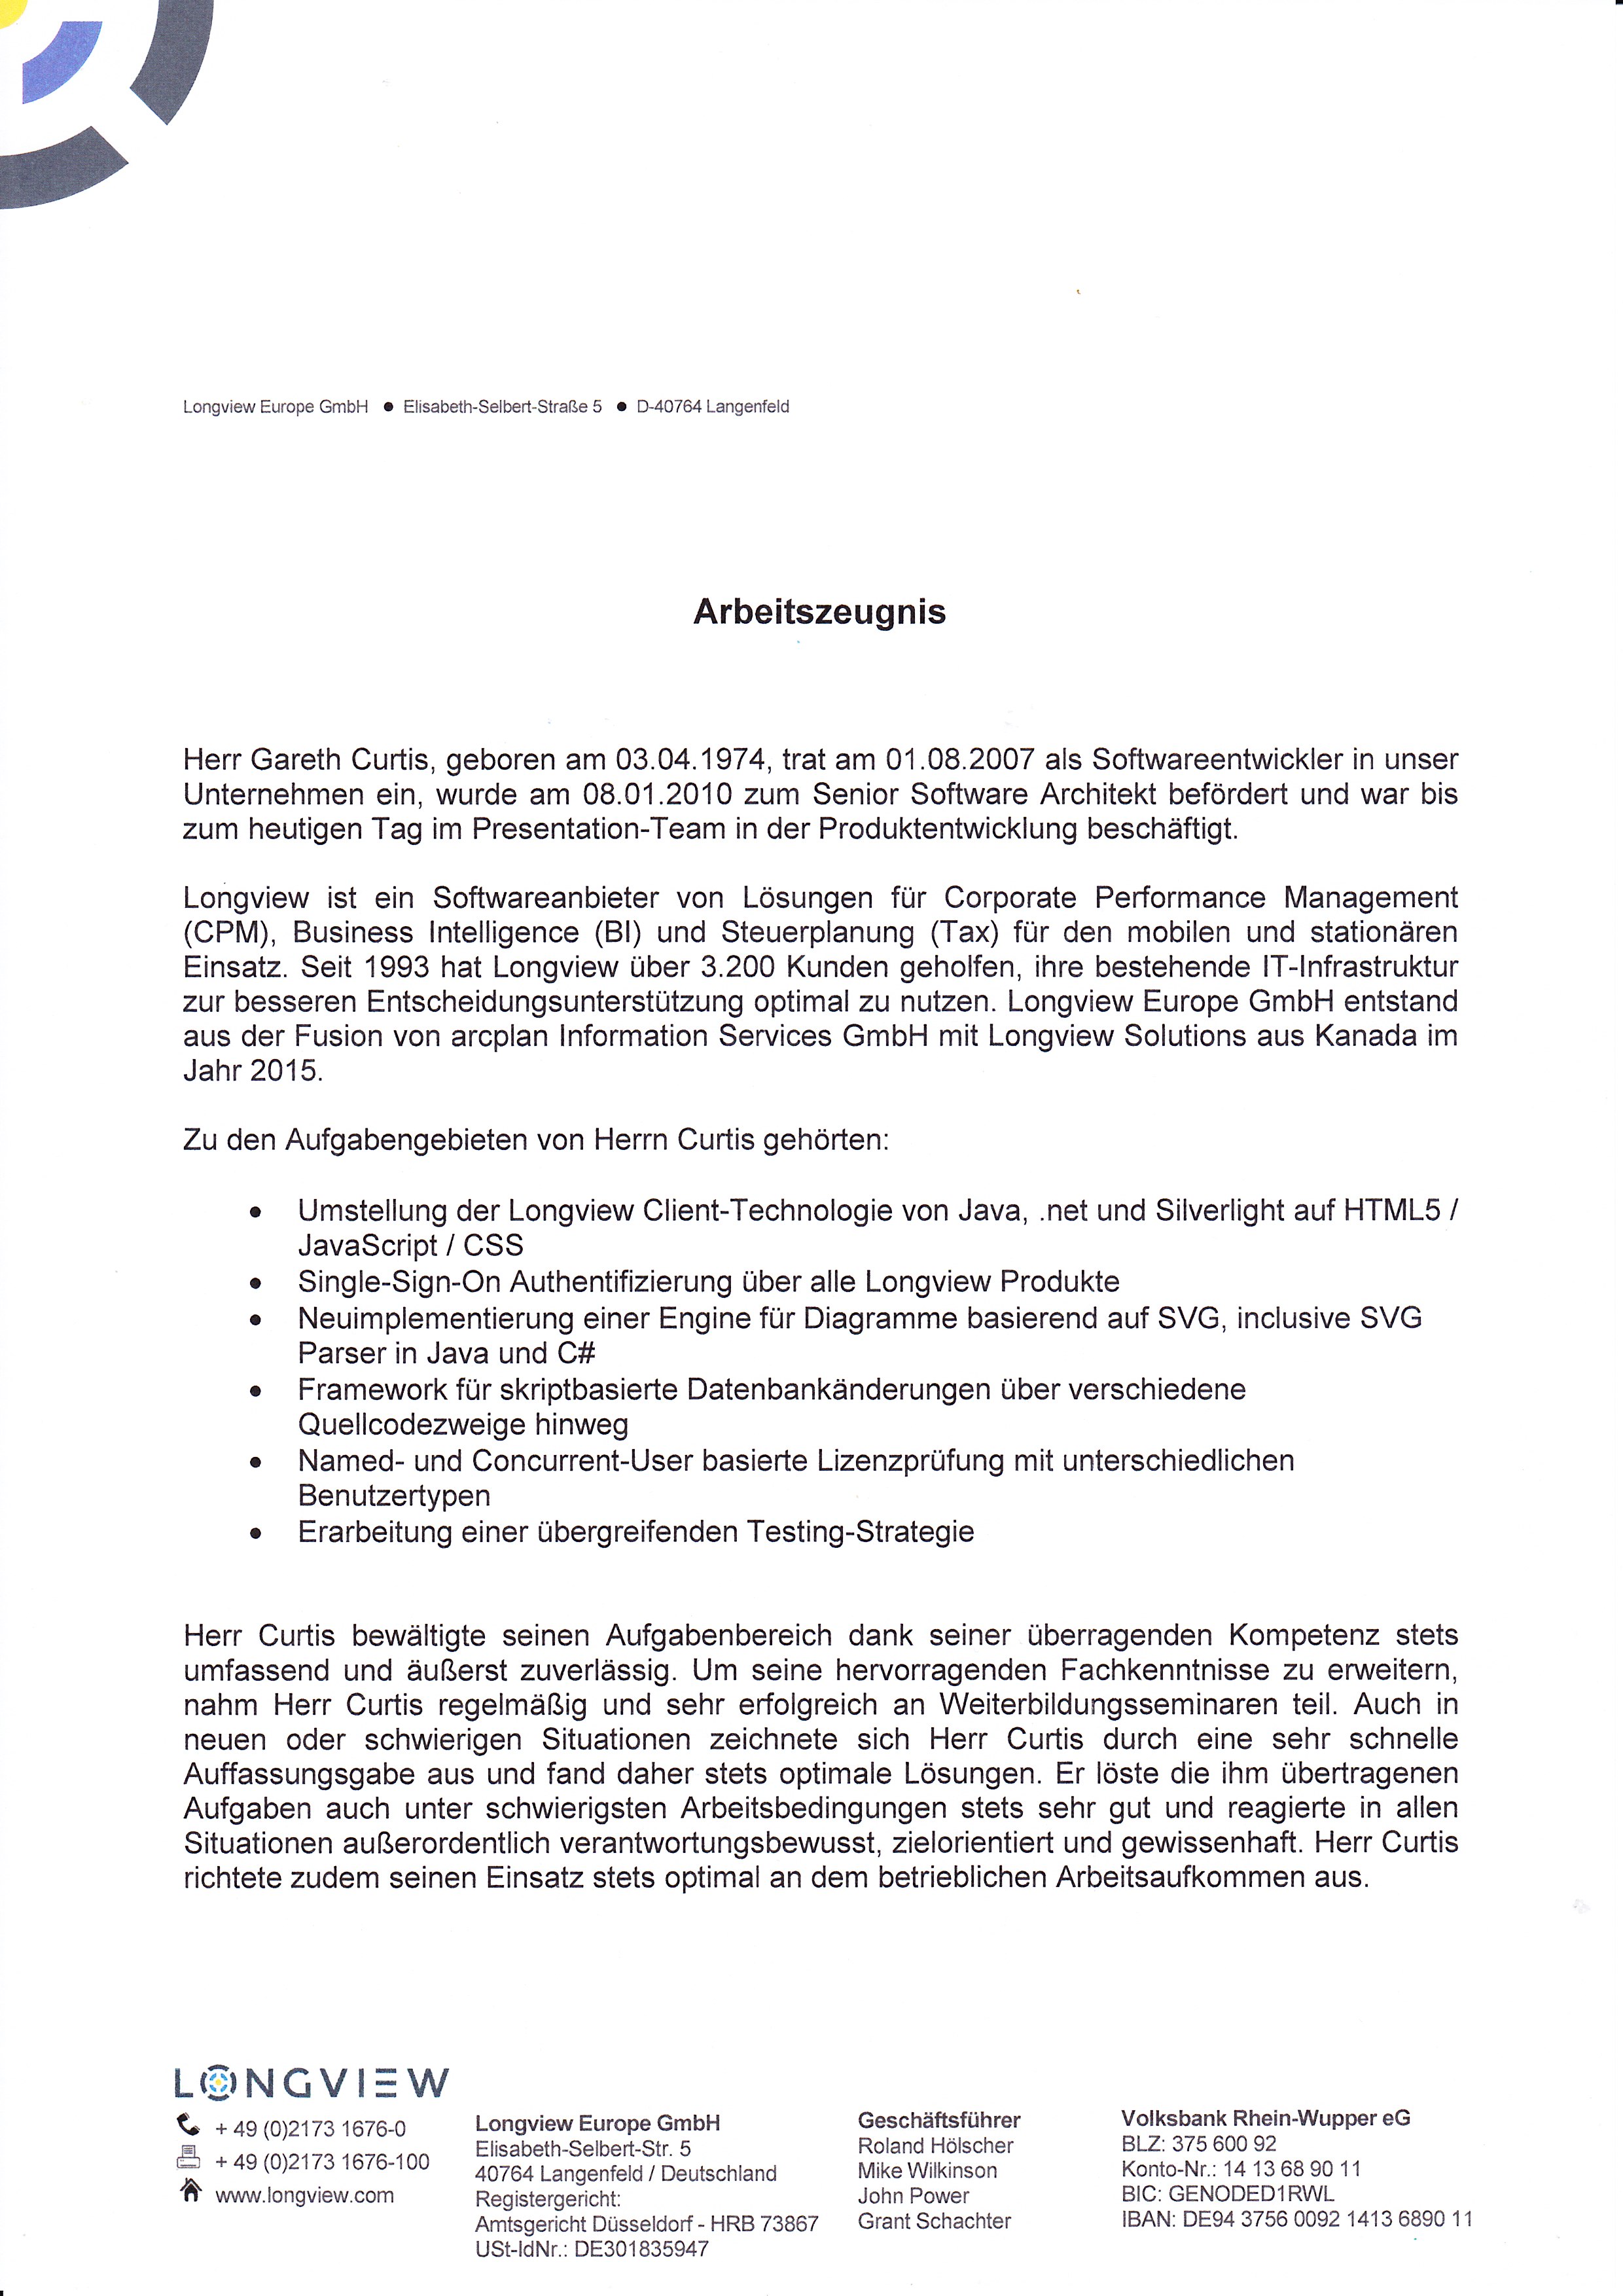 Longview Europe GmbH ● Elisabeth-Selbert-Straße 5 ● D-40764 Langenfeld
Arbeitszeugnis
Herr Gareth Curtis, geboren am 03.04.1974, trat am 01.08.2007 als Softwareentwickler in unser
Unternehmen ein, wurde am 08.01.2010 zum Senior Software Architekt befördert und war bis
zum heutigen Tag im Presentation-Team in der Produktentwicklung beschäftigt.
Longview ist ein Softwareanbieter von Lösungen für Corporate Performance Management
(CPM), Business Intelligence (BI) und Steuerplanung (Tax) für den mobilen und stationären
Einsatz. Seit 1993 hat Longview über 3.200 Kunden geholfen, ihre bestehende IT-Infrastruktur
zur besseren Entscheidungsunterstützung optimal zu nutzen. Longview Europe GmbH entstand
aus der Fusion von arcplan Information Services GmbH mit Longview Solutions aus Kanada im
Jahr 2015.
Zu den Aufgabengebieten von Herrn Curtis gehörten:
● Umstellung der Longview Client-Technologie von Java, .net und Silverlight auf HTML5 /
JavaScript / CSS
● Single-Sign-On Authentifizierung über alle Longview Produkte
● Neuimplementierung einer Engine für Diagramme basierend auf SVG, inclusive SVG
Parser in Java und C#
● Framework für skriptbasierte Datenbankänderungen über verschiedene
Quellcodezweige hinweg
● Named- und Concurrent-User basierte Lizenzprüfung mit unterschiedlichen
Benutzertypen
● Erarbeitung einer übergreifenden Testing-Strategie
Herr Curtis bewältigte seinen Aufgabenbereich dank seiner überragenden Kompetenz stets
umfassend und äußerst zuverlässig. Um seine hervorragenden Fachkenntnisse zu erweitern,
nahm Herr Curtis regelmäßig und sehr erfolgreich an Weiterbildungsseminaren teil. Auch in
neuen oder schwierigen Situationen zeichnete sich Herr Curtis durch eine sehr schnelle
Auffassungsgabe aus und fand daher stets optimale Lösungen. Er löste die ihm übertragenen
Aufgaben auch unter schwierigsten Arbeitsbedingungen stets sehr gut und reagierte in allen
Situationen außerordentlich verantwortungsbewusst, zielorientiert und gewissenhaft. Herr Curtis
richtete zudem seinen Einsatz stets optimal an dem betrieblichen Arbeitsaufkommen aus.
LONGVIEW
+ 49 (0)2173 1676-0
+ 49 (0)2173 1676-100
www.longview.com
Longview Europe GmbH
Elisabeth-Selbert-Str. 5
40764 Langenfeld / Deutschland
Registergericht:
Amtsgericht Düsseldorf - HRB 73867
USt-IdNr.: DE301835947
Geschäftsführer
Roland Hölscher
Mike Wilkinson
John Power
Grant Schachter
Volksbank Rhein-Wupper eG
BLZ: 375 600 92
Konto-Nr.: 14 13 68 90 11
BIC: GENODED1RWL
IBAN: DE94 3756 0092 1413 6890 11